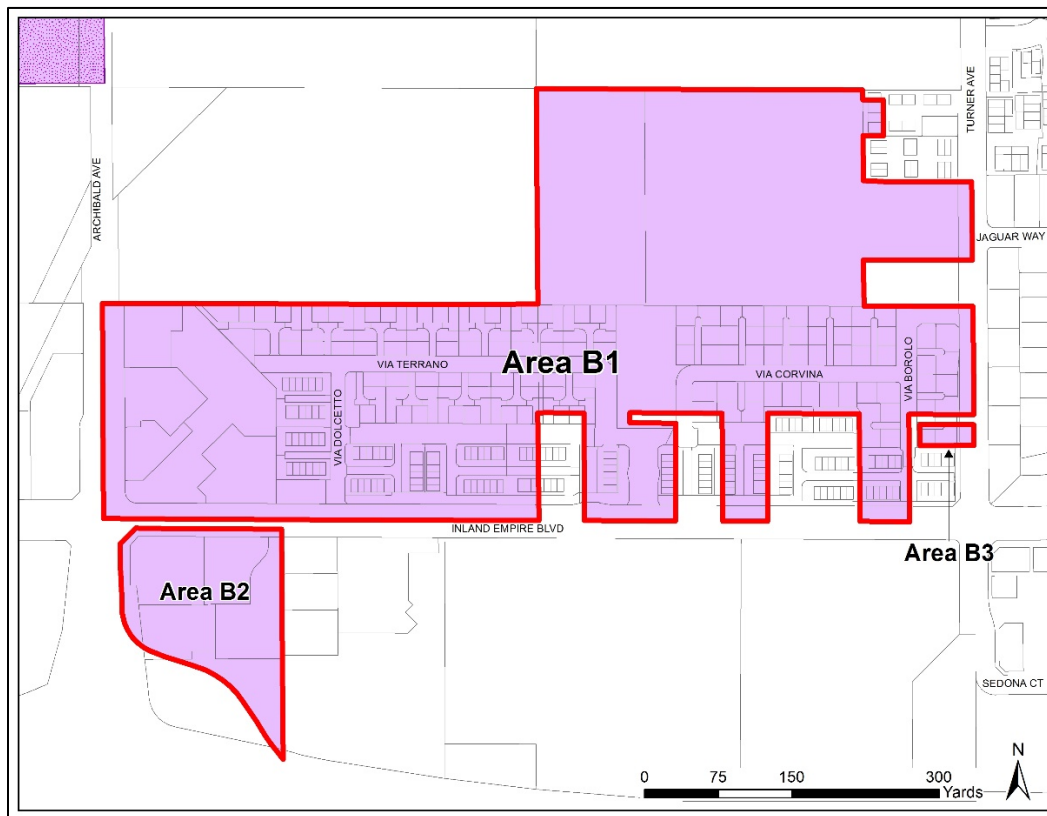 TURNER AVE
ARCHIBALD AVE
JAGUAR WAY
VIA TERRANO
Area B1
VIA CORVINA
VIA BOROLO
VIA DOLCETTO
INLAND EMPIRE BLVD
Area B3
Area B2
SEDONA CT
N
0 75 150 300
Yards